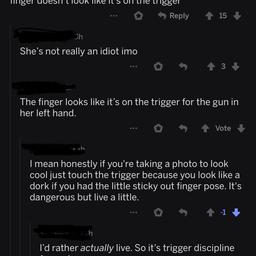 finger doesn't look like it's on the trigger
Reply 15
2h
She's not really an idiot imo
3
The finger looks like it's on the trigger for the gun in
her left hand.
Vote
I mean honestly if you're taking a photo to look
cool just touch the trigger because you look like a
dork if you had the little sticky out finger pose. It's
dangerous but live a little.
-1
I'd rather actually live. So it's trigger discipline